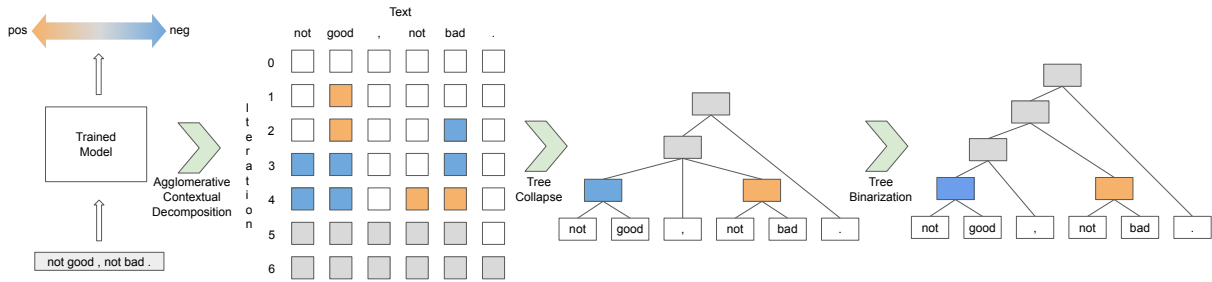 pos
neg
Trained
Model
not good , not bad .
Agglomerative
Contextual
Decomposition
Text
not good , not bad .
Iteration
0
1
2
3
4
5
6
Tree
Collapse
not good , not bad .
Tree
Binarization
not good , not bad .